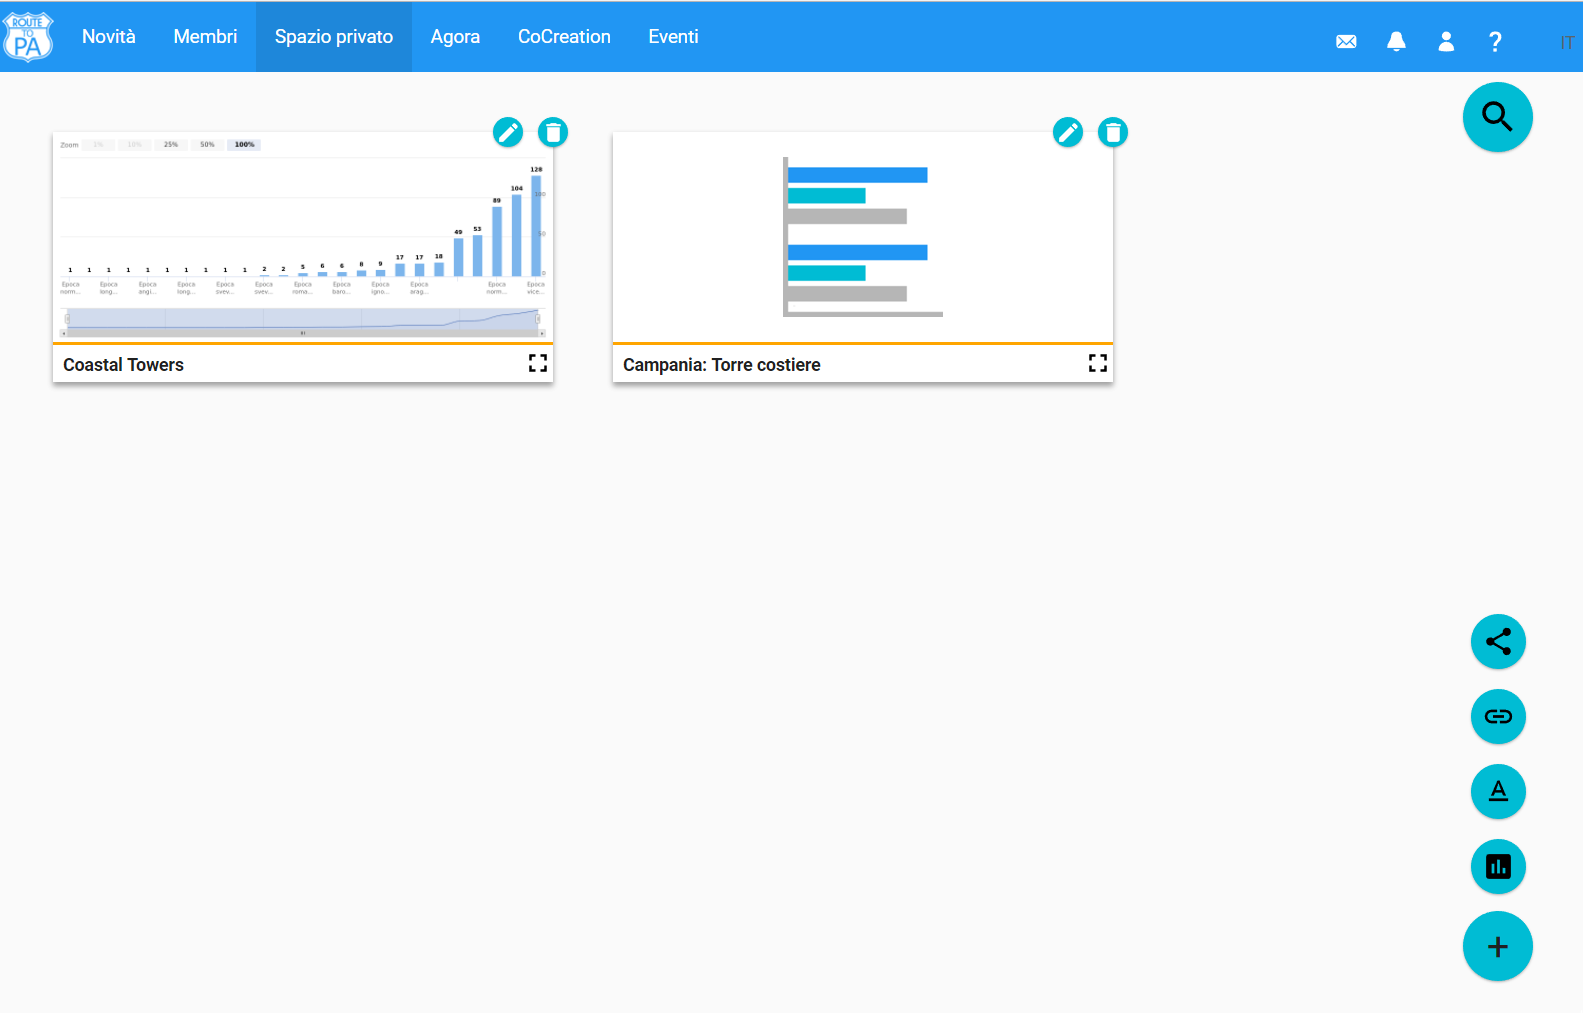 ROUTE
TO
PA
Novità Membri Spazio privato Agora CoCreation Eventi
IT
Zoom 1% 10% 25% 50% 100%
1 1 1 1 1 1 1 1 1 1 2 2 5 6 6 8 9 17 17 18 49 53 89 104 128
100
50
0
Epoca Epoca Epoca Epoca Epoca Epoca Epoca Epoca Epoca Epoca Epoca Epoca
norm... long... angi... long... svev... svev... roma... baro... igno... arag... norm... vice...
Coastal Towers
Campania: Torre costiere
A